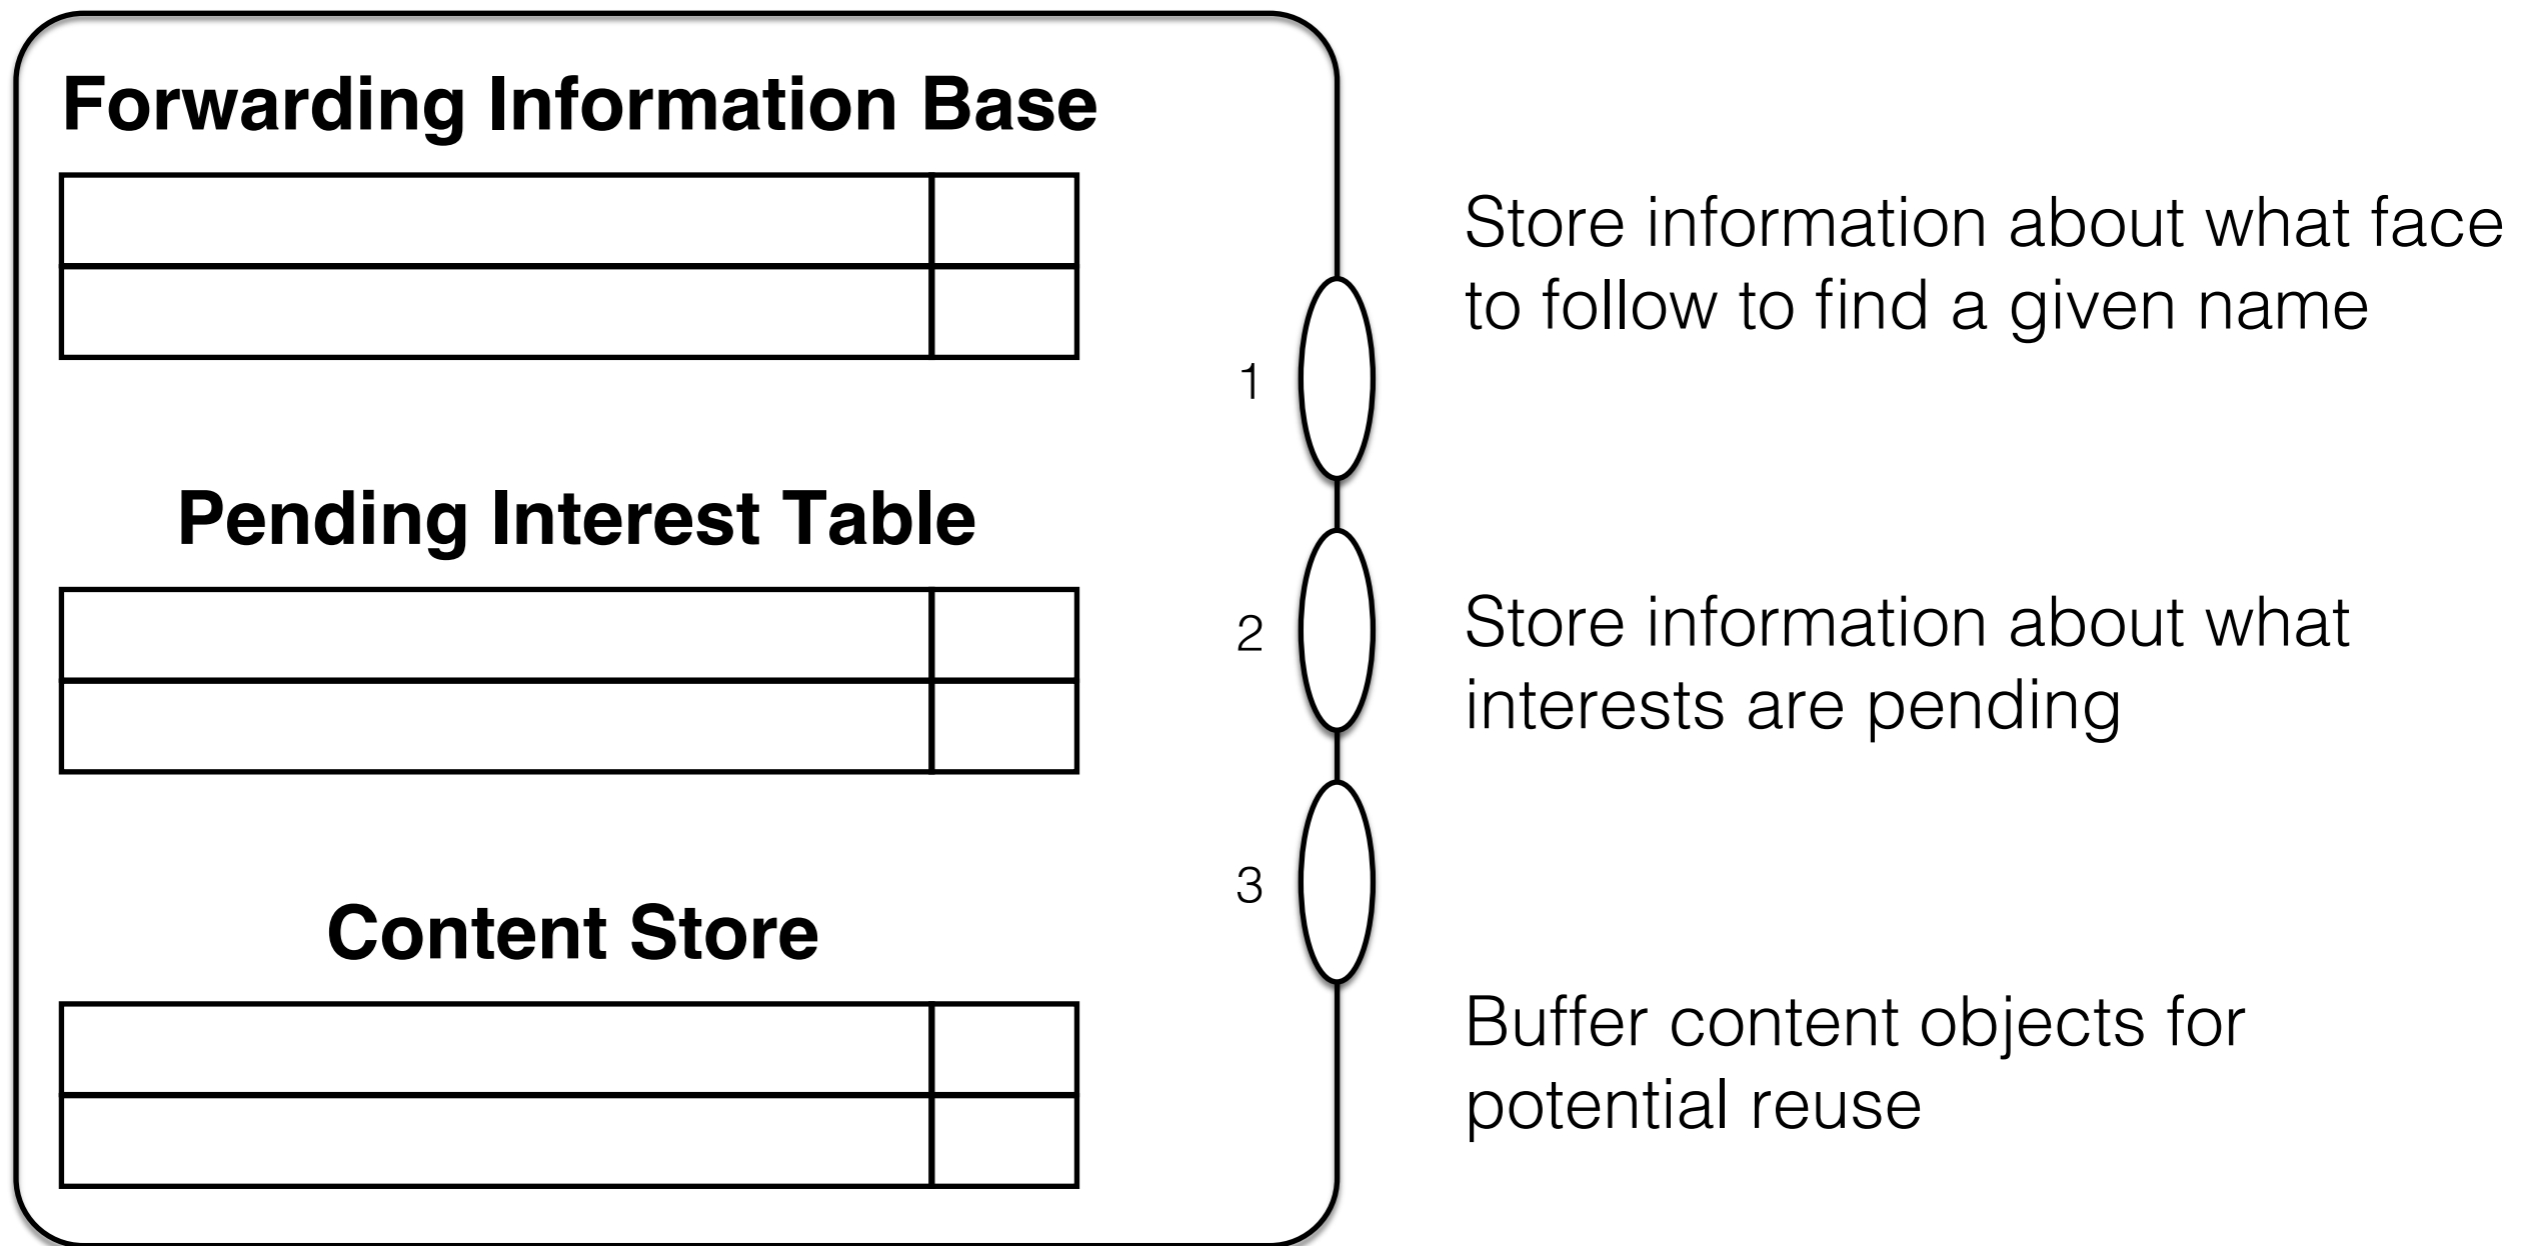 Forwarding Information Base
Store information about what face
to follow to find a given name
1
Pending Interest Table
2
Store information about what
interests are pending
3
Content Store
Buffer content objects for
potential reuse